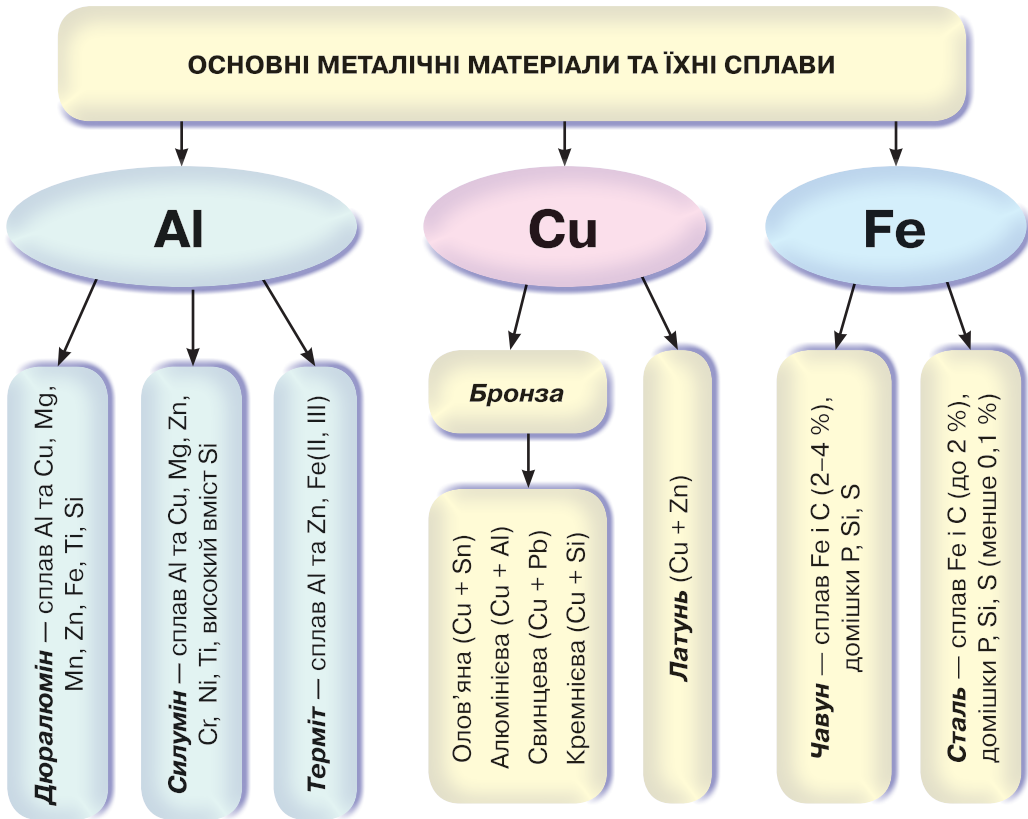 ОСНОВНІ МЕТАЛІЧНІ МАТЕРІАЛИ ТА ЇХНІ СПЛАВИ
Al
Cu
Fe
Дюралюмін — сплав Al та Cu, Mg,
Mn, Zn, Fe, Ti, Si
Силумін — сплав Al та Cu, Mg, Zn,
Cr, Ni, Ti, високий вміст Si
Терміт — сплав Al та Zn, Fe(II, III)
Бронза
Олов’яна (Cu + Sn)
Алюмінієва (Cu + Al)
Свинцева (Cu + Pb)
Кремнієва (Cu + Si)
Латунь (Cu + Zn)
Чавун — сплав Fe і C (2–4 %),
домішки P, Si, S
Сталь — сплав Fe і C (до 2 %),
домішки P, Si, S (менше 0,1 %)